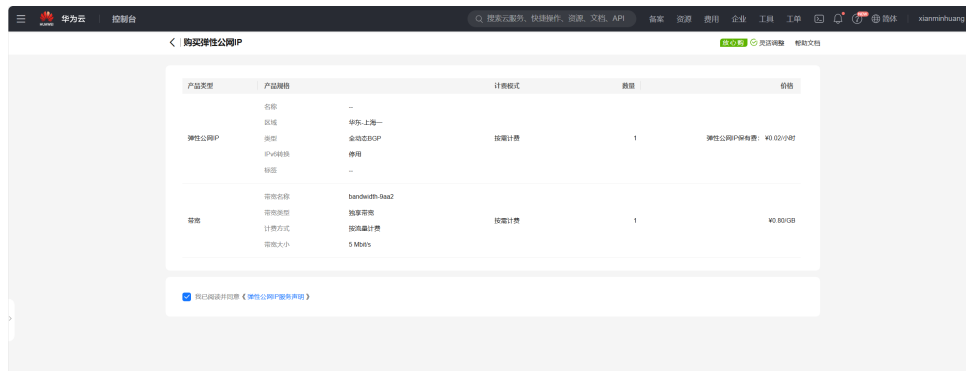 HUAWEI 华为云 控制台 搜索云服务、快捷操作、资源、文档、API 备案 资源 费用 企业 工具 工单 NEW 简体 xianminhuang
购买弹性公网IP 放心购 灵活调整 帮助文档
产品类型 产品规格 计费模式 数量 价格
名称 --
区域 华东-上海一
弹性公网IP 类型 全动态BGP 按需计费 1 弹性公网IP保有费： ¥0.02/小时
IPv6转换 停用
标签 --
带宽名称 bandwidth-9aa2
带宽类型 独享带宽
带宽 按需计费 1 ¥0.80/GB
计费方式 按流量计费
带宽大小 5 Mbit/s
我已阅读并同意《弹性公网IP服务声明》